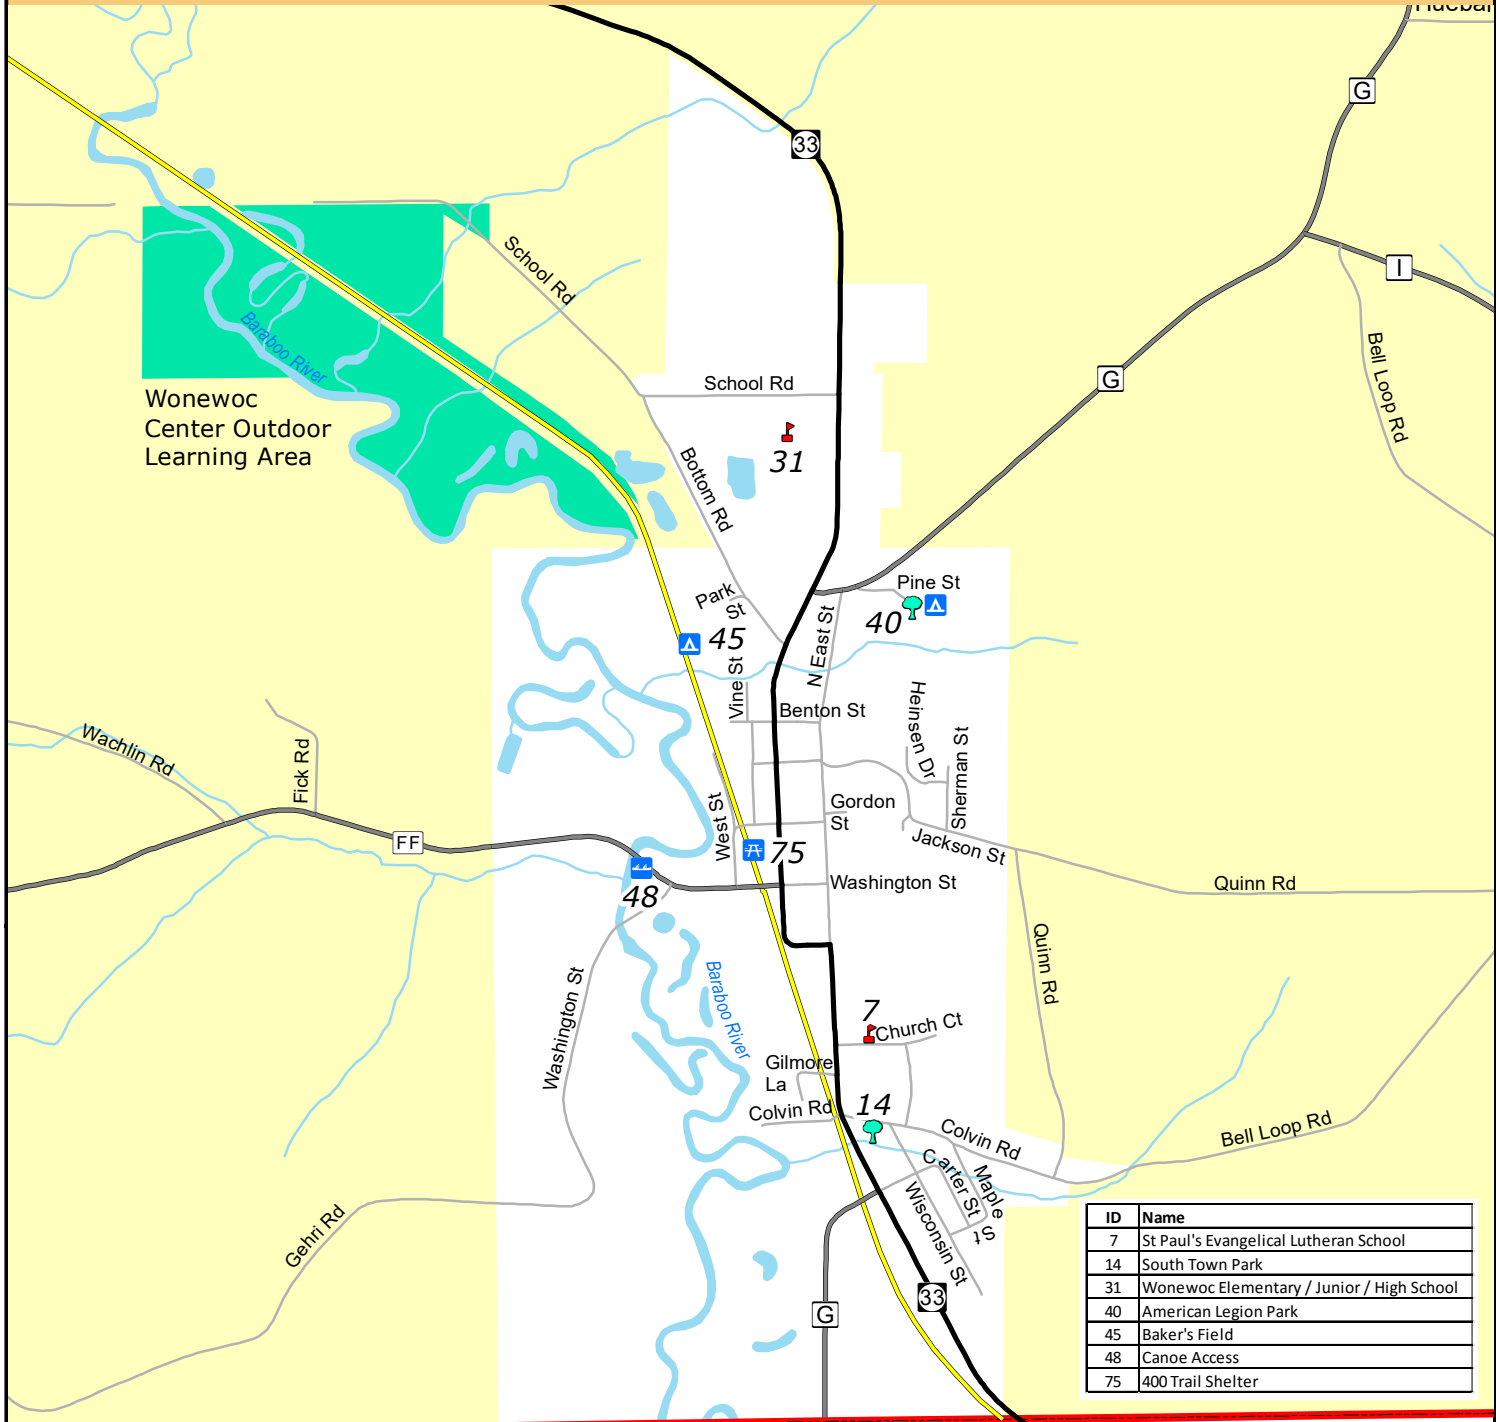 G
33
I
School Rd
Baraboo River
Bell Loop Rd
School Rd
G
Wonewoc
Center Outdoor
Learning Area
31
Bottom Rd
Pine St
Park
St
40
N East St
45
Vine St
Benton St
Heinsen Dr
Sherman St
Wachlin Rd
Fick Rd
West St
Gordon
St
FF
75
Jackson St
48
Washington St
Quinn Rd
Quinn Rd
Washington St
Baraboo River
7
Church Ct
Gilmore
La
Colvin Rd
14
Colvin Rd
Bell Loop Rd
Carter St
Maple
St
Wisconsin St
Gehri Rd
33
G
ID Name
7 St Paul's Evangelical Lutheran School
14 South Town Park
31 Wonewoc Elementary / Junior / High School
40 American Legion Park
45 Baker's Field
48 Canoe Access
75 400 Trail Shelter